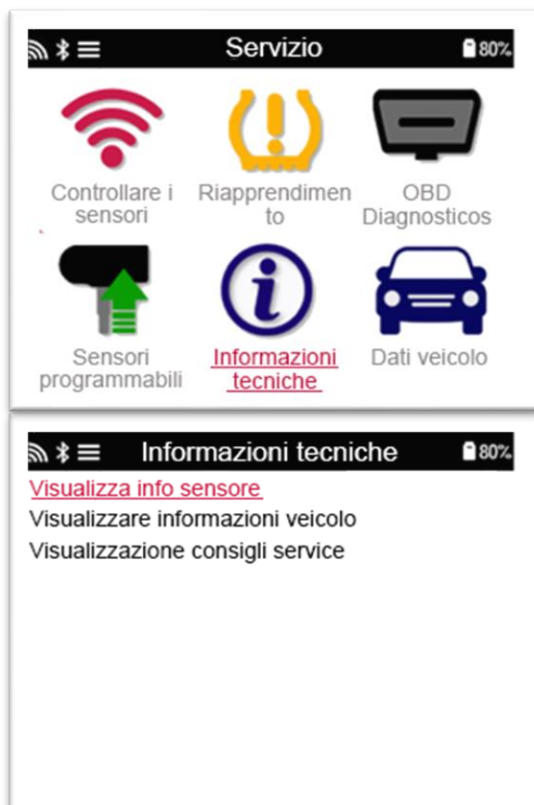 Servizio
80%
Controllare i
sensori
Riapprendimen
to
OBD
Diagnosticos
Sensori
programmabili
Informazioni
tecniche
Dati veicolo
Informazioni tecniche
80%
Visualizza info sensore
Visualizzare informazioni veicolo
Visualizzazione consigli service